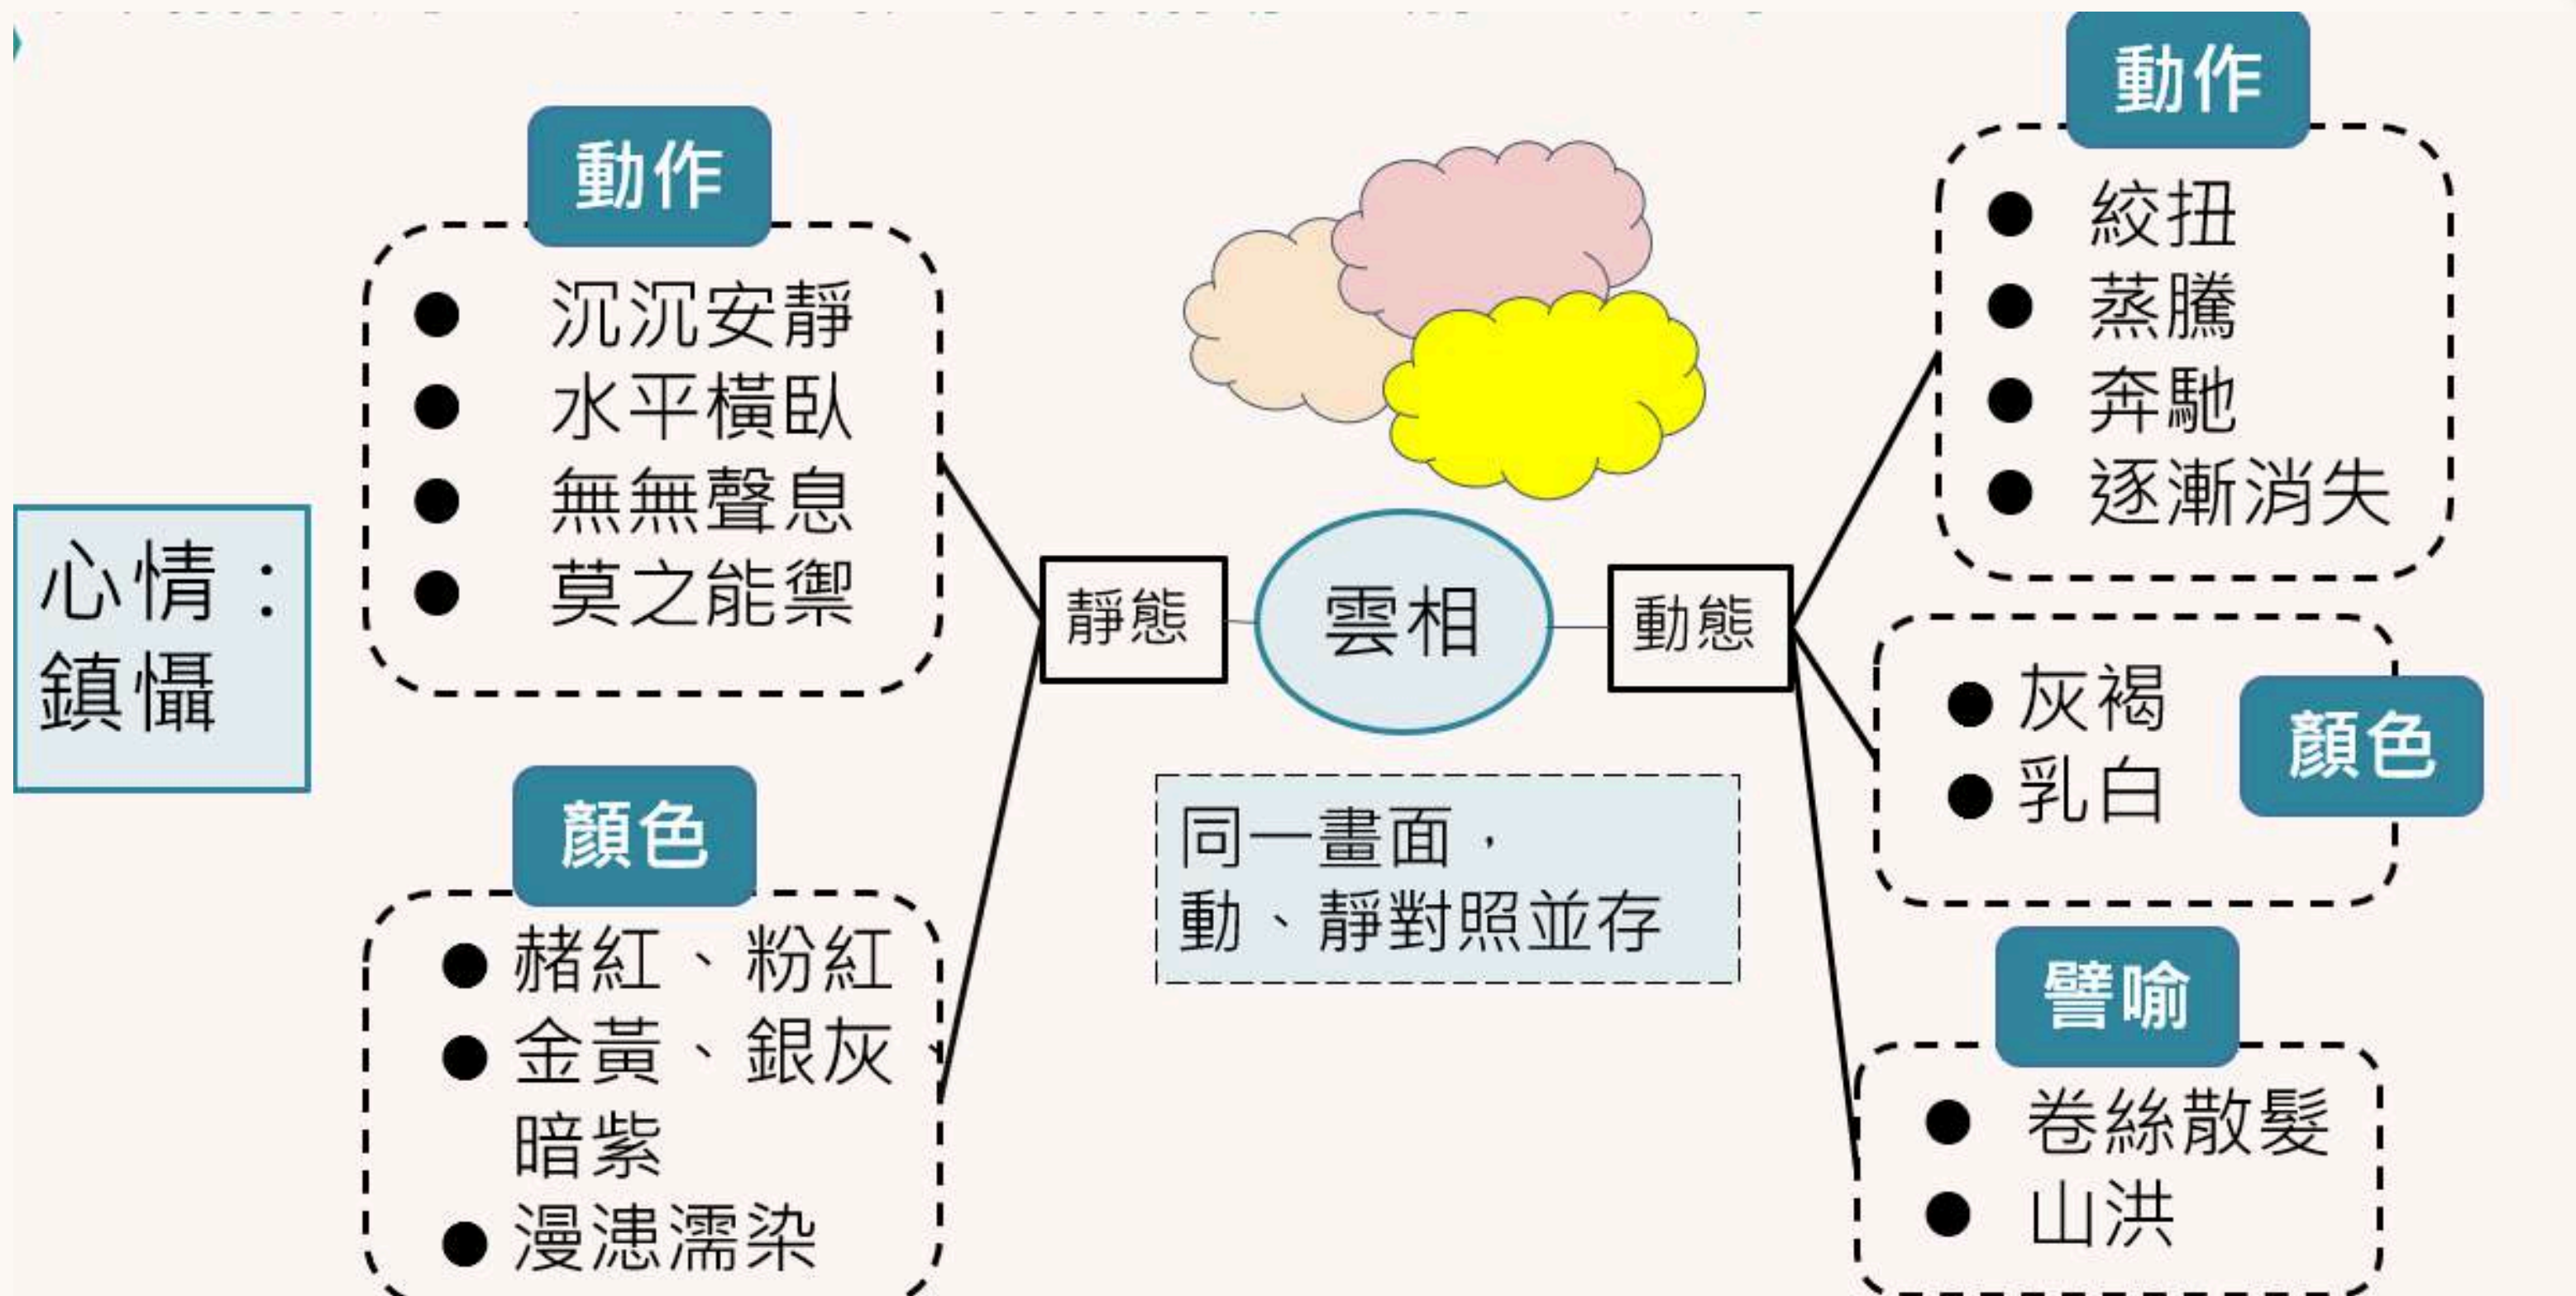 動作
沉沉安靜
水平橫臥
無無聲息
莫之能禦
心情：
鎮懾
顏色
赭紅、粉紅
金黃、銀灰、
暗紫
漫漶濡染
靜態
雲相
動態
同一畫面，
動、靜對照並存
動作
絞扭
蒸騰
奔馳
逐漸消失
灰褐
乳白
顏色
譬喻
卷絲散髮
山洪